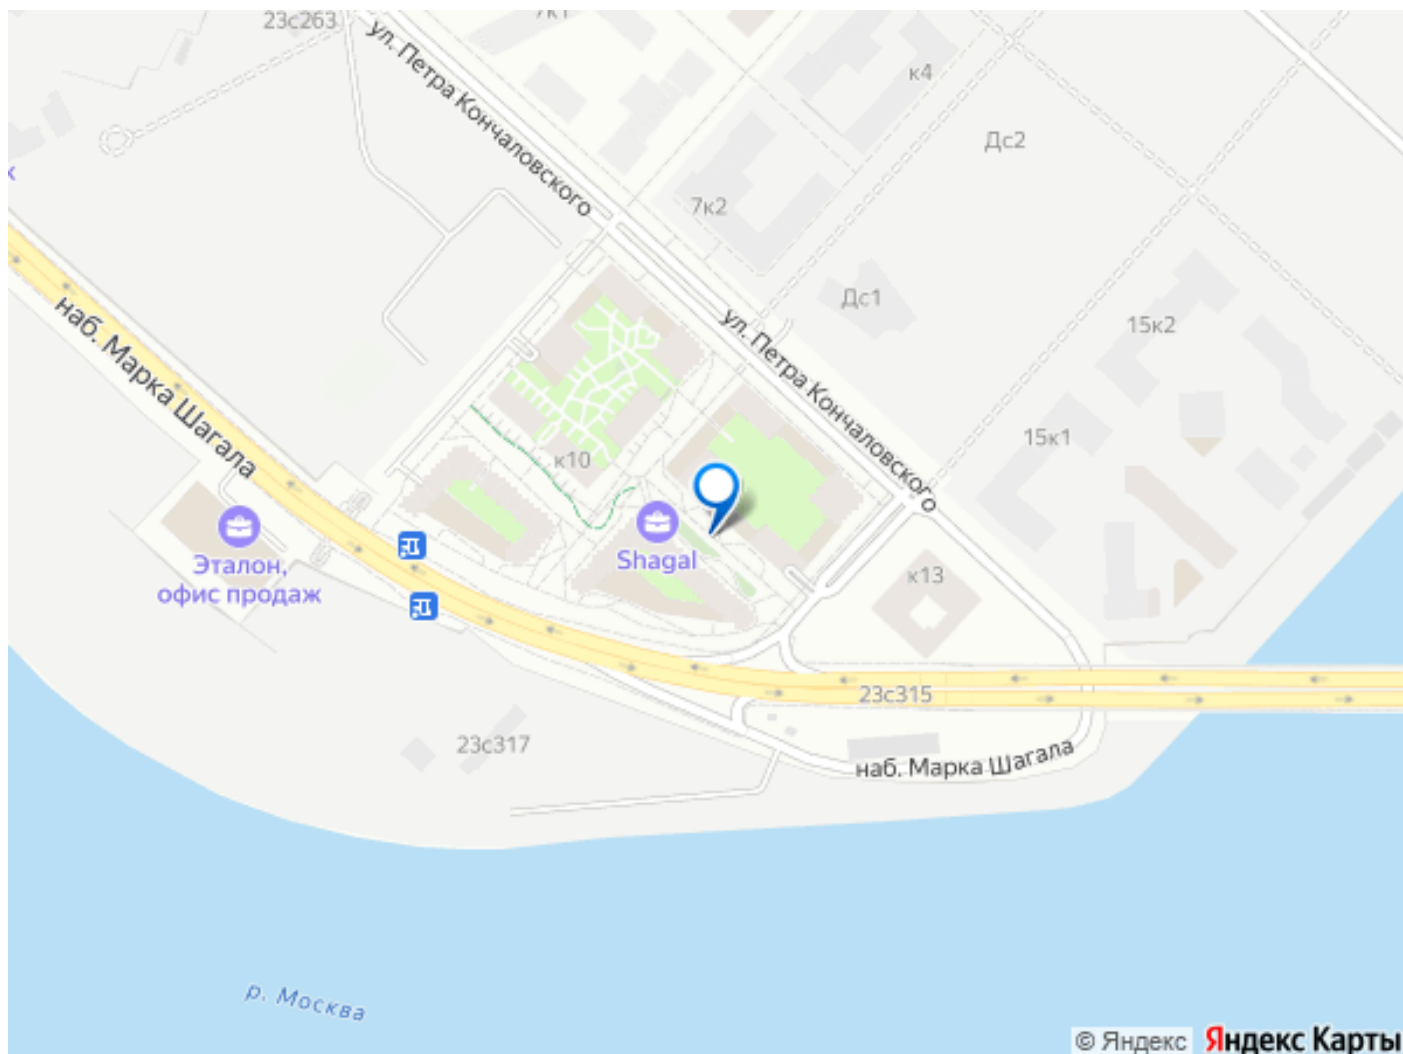 23с263
7к1
ул. Петра Кончаловского
к4
Дс2
к
7к2
наб. Марка Шагала
Дс1
ул. Петра Кончаловского
15к2
15к1
к10
Shagal
Эталон,
офис продаж
к13
23с315
23с317
наб. Марка Шагала
р. Москва
© Яндекс Яндекс Карты